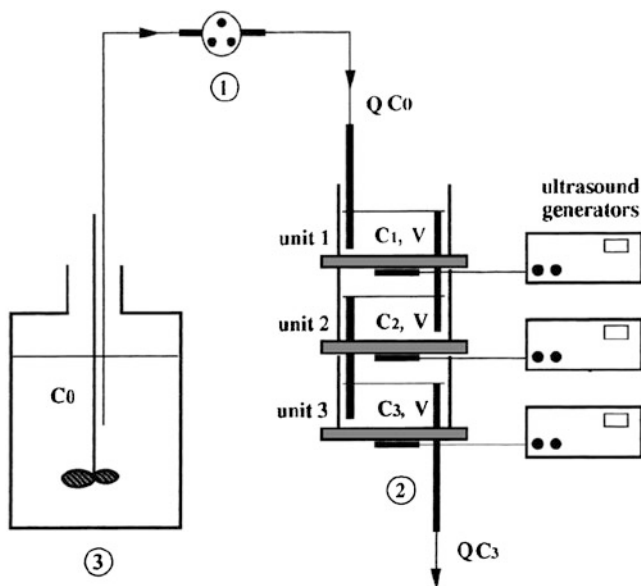 ①
Q C0
ultrasound
generators
unit 1
C1, V
unit 2
C2, V
unit 3
C3, V
C0
②
③
QC3